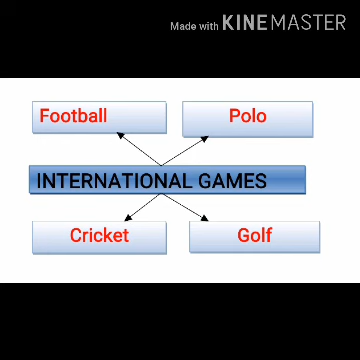 Made with KINEMASTER
Football
Polo
INTERNATIONAL GAMES
Cricket
Golf